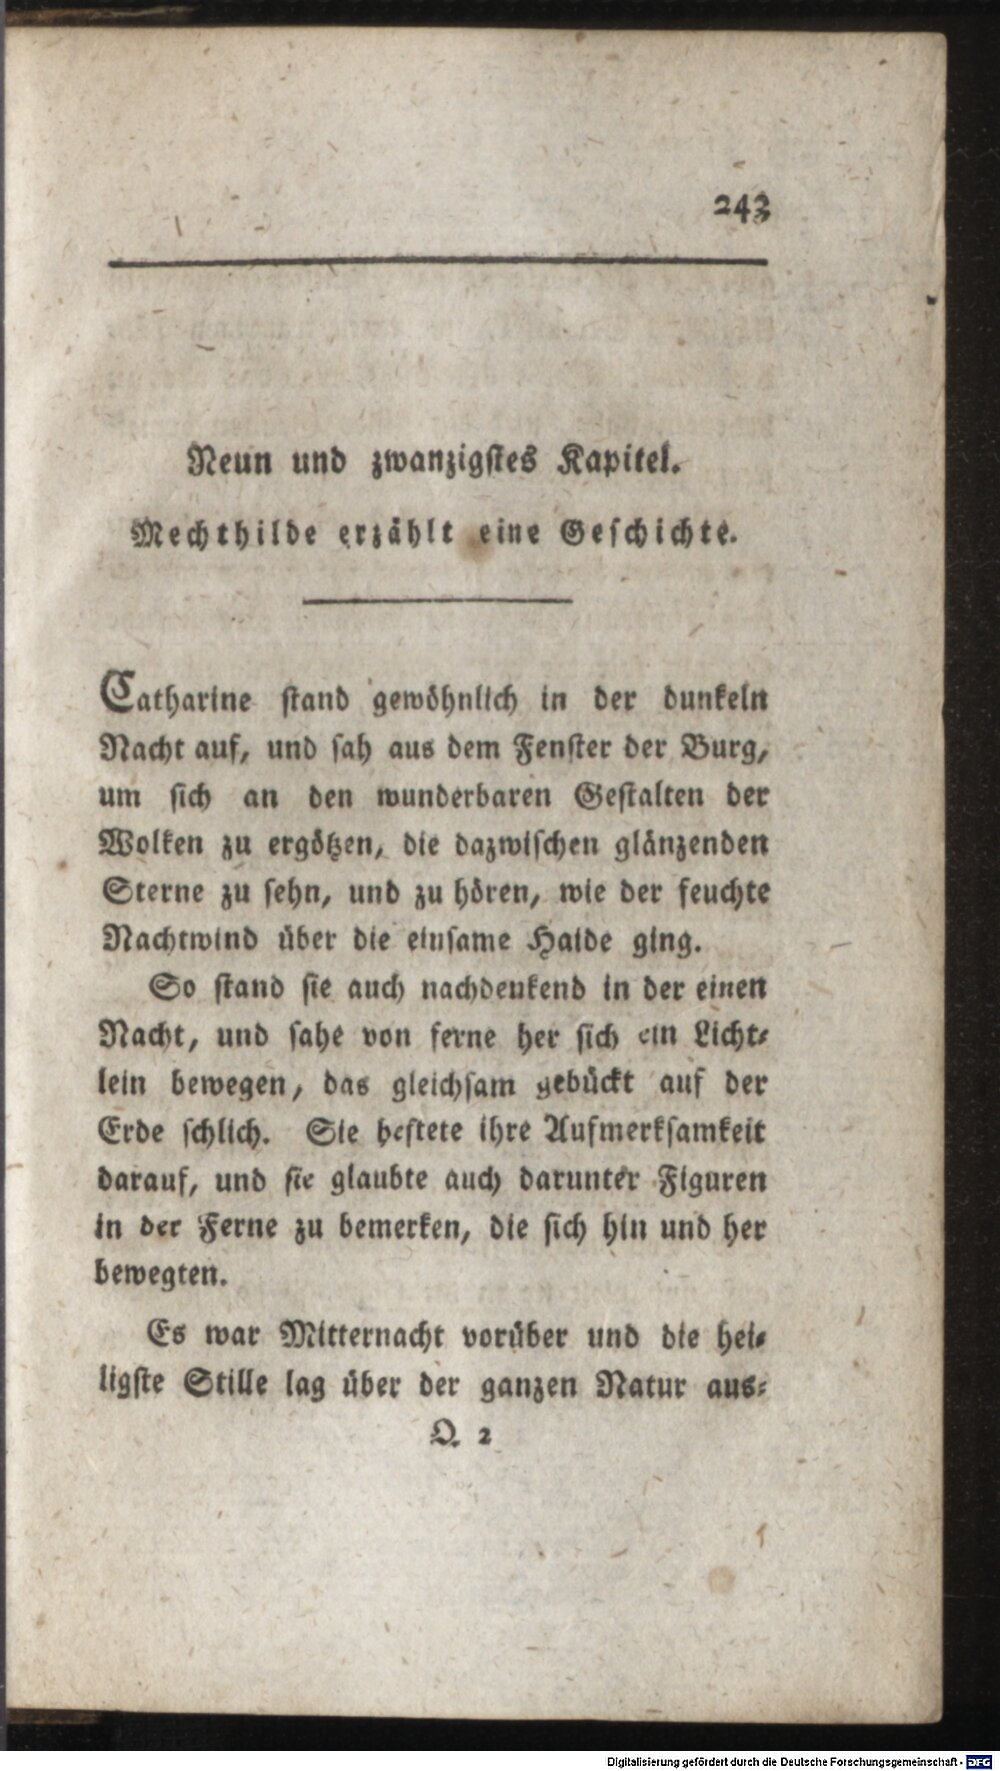 243
Neun und zwanzigstes Kapitel.
Mechthilde erzählt eine Geschichte.
Catharine stand gewöhnlich in der dunkeln
Nacht auf, und sah aus dem Fenster der Burg,
um sich an den wunderbaren Gestalten der
Wolken zu ergötzen, die dazwischen glänzenden
Sterne zu sehn, und zu hören, wie der feuchte
Nachtwind über die einsame Haide ging.
So stand sie auch nachdenkend in der einen
Nacht, und sahe von ferne her sich ein Licht-
lein bewegen, das gleichsam gebückt auf der
Erde schlich. Sie heftete ihre Aufmerksamkeit
darauf, und sie glaubte auch darunter Figuren
in der Ferne zu bemerken, die sich hin und her
bewegten.
Es war Mitternacht vorüber und die hei-
ligste Stille lag über der ganzen Natur aus-
Q 2
Digitalisierung gefördert durch die Deutsche Forschungsgemeinschaft - DFG